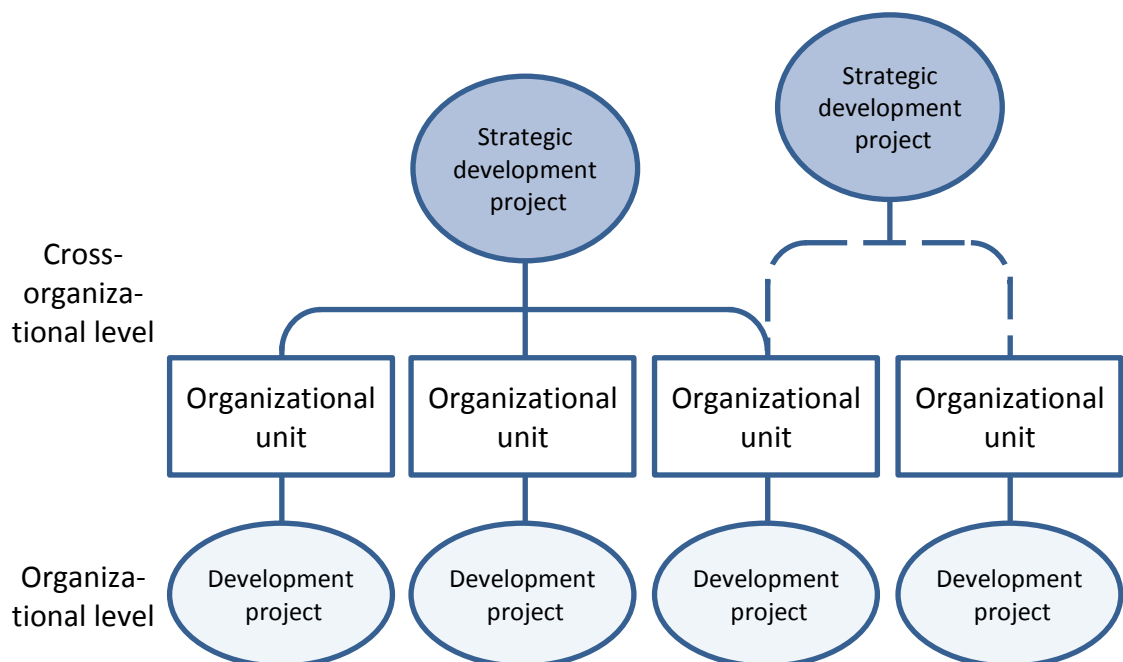 Strategic
development
project
Strategic
development
project
Cross-
organiza-
tional level
Organizational
unit
Organizational
unit
Organizational
unit
Organizational
unit
Organiza-
tional level
Development
project
Development
project
Development
project
Development
project